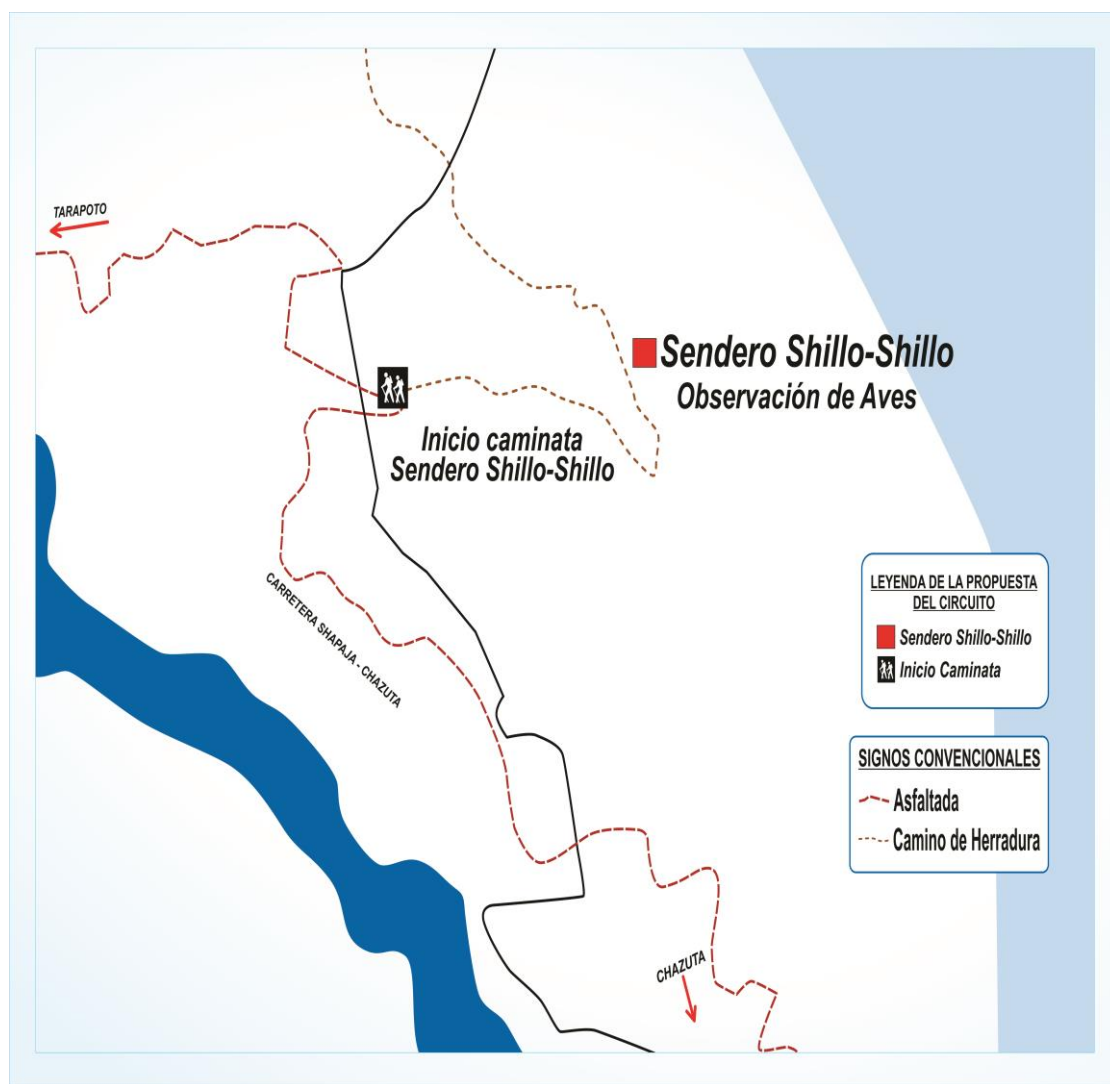 TARAPOTO
Sendero Shillo-Shillo
Observación de Aves
Inicio caminata
Sendero Shillo-Shillo
CARRETERA SHAPAJA - CHAZUTA
LEYENDA DE LA PROPUESTA
DEL CIRCUITO
Sendero Shillo-Shillo
Inicio Caminata
SIGNOS CONVENCIONALES
Asfaltada
Camino de Herradura
CHAZUTA